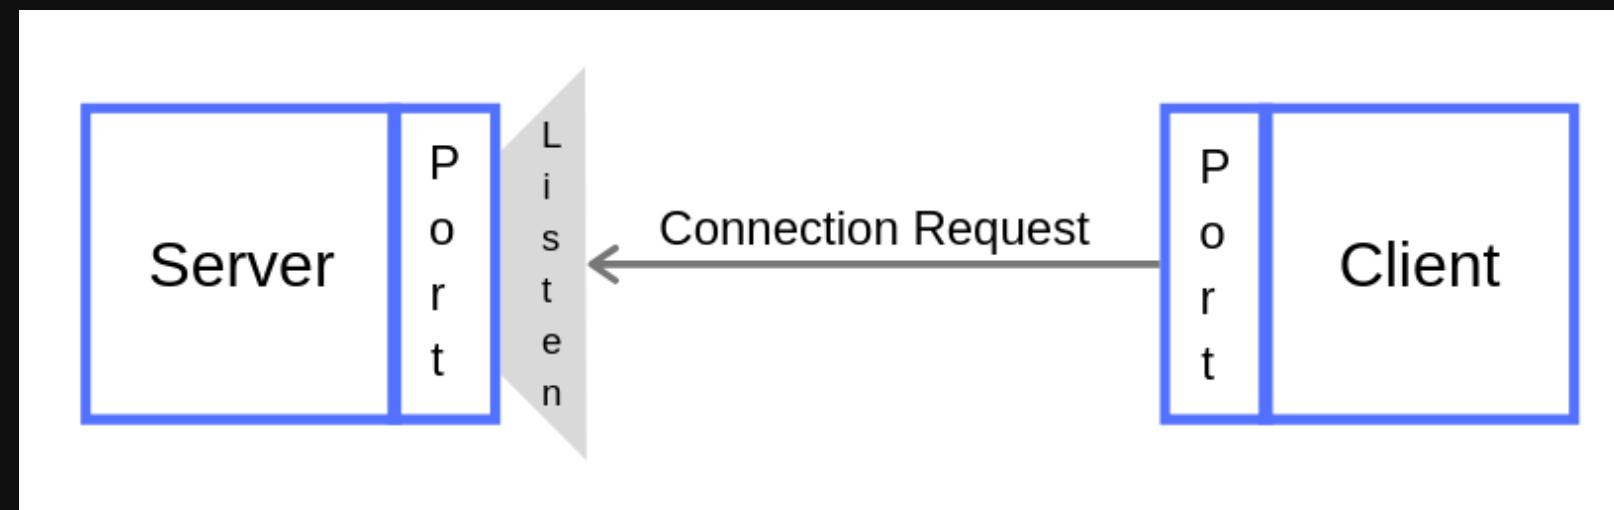 Server
Port
Listen
Connection Request
Port
Client